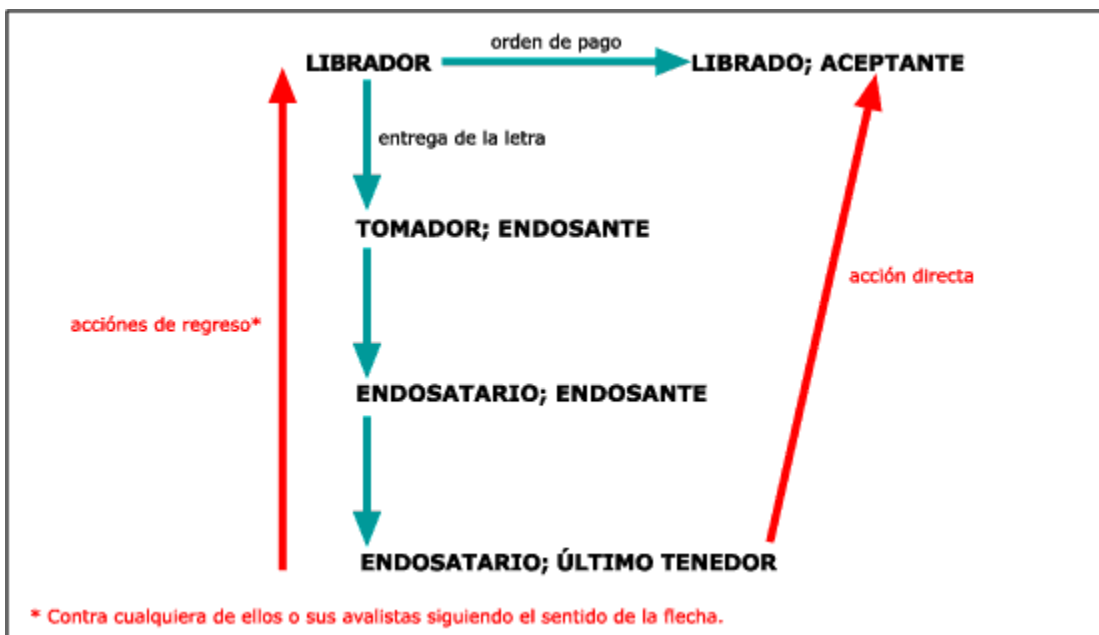 orden de pago
LIBRADOR
LIBRADO; ACEPTANTE
entrega de la letra
TOMADOR; ENDOSANTE
acción directa
acciónes de regreso*
ENDOSATARIO; ENDOSANTE
ENDOSATARIO; ÚLTIMO TENEDOR
* Contra cualquiera de ellos o sus avalistas siguiendo el sentido de la flecha.